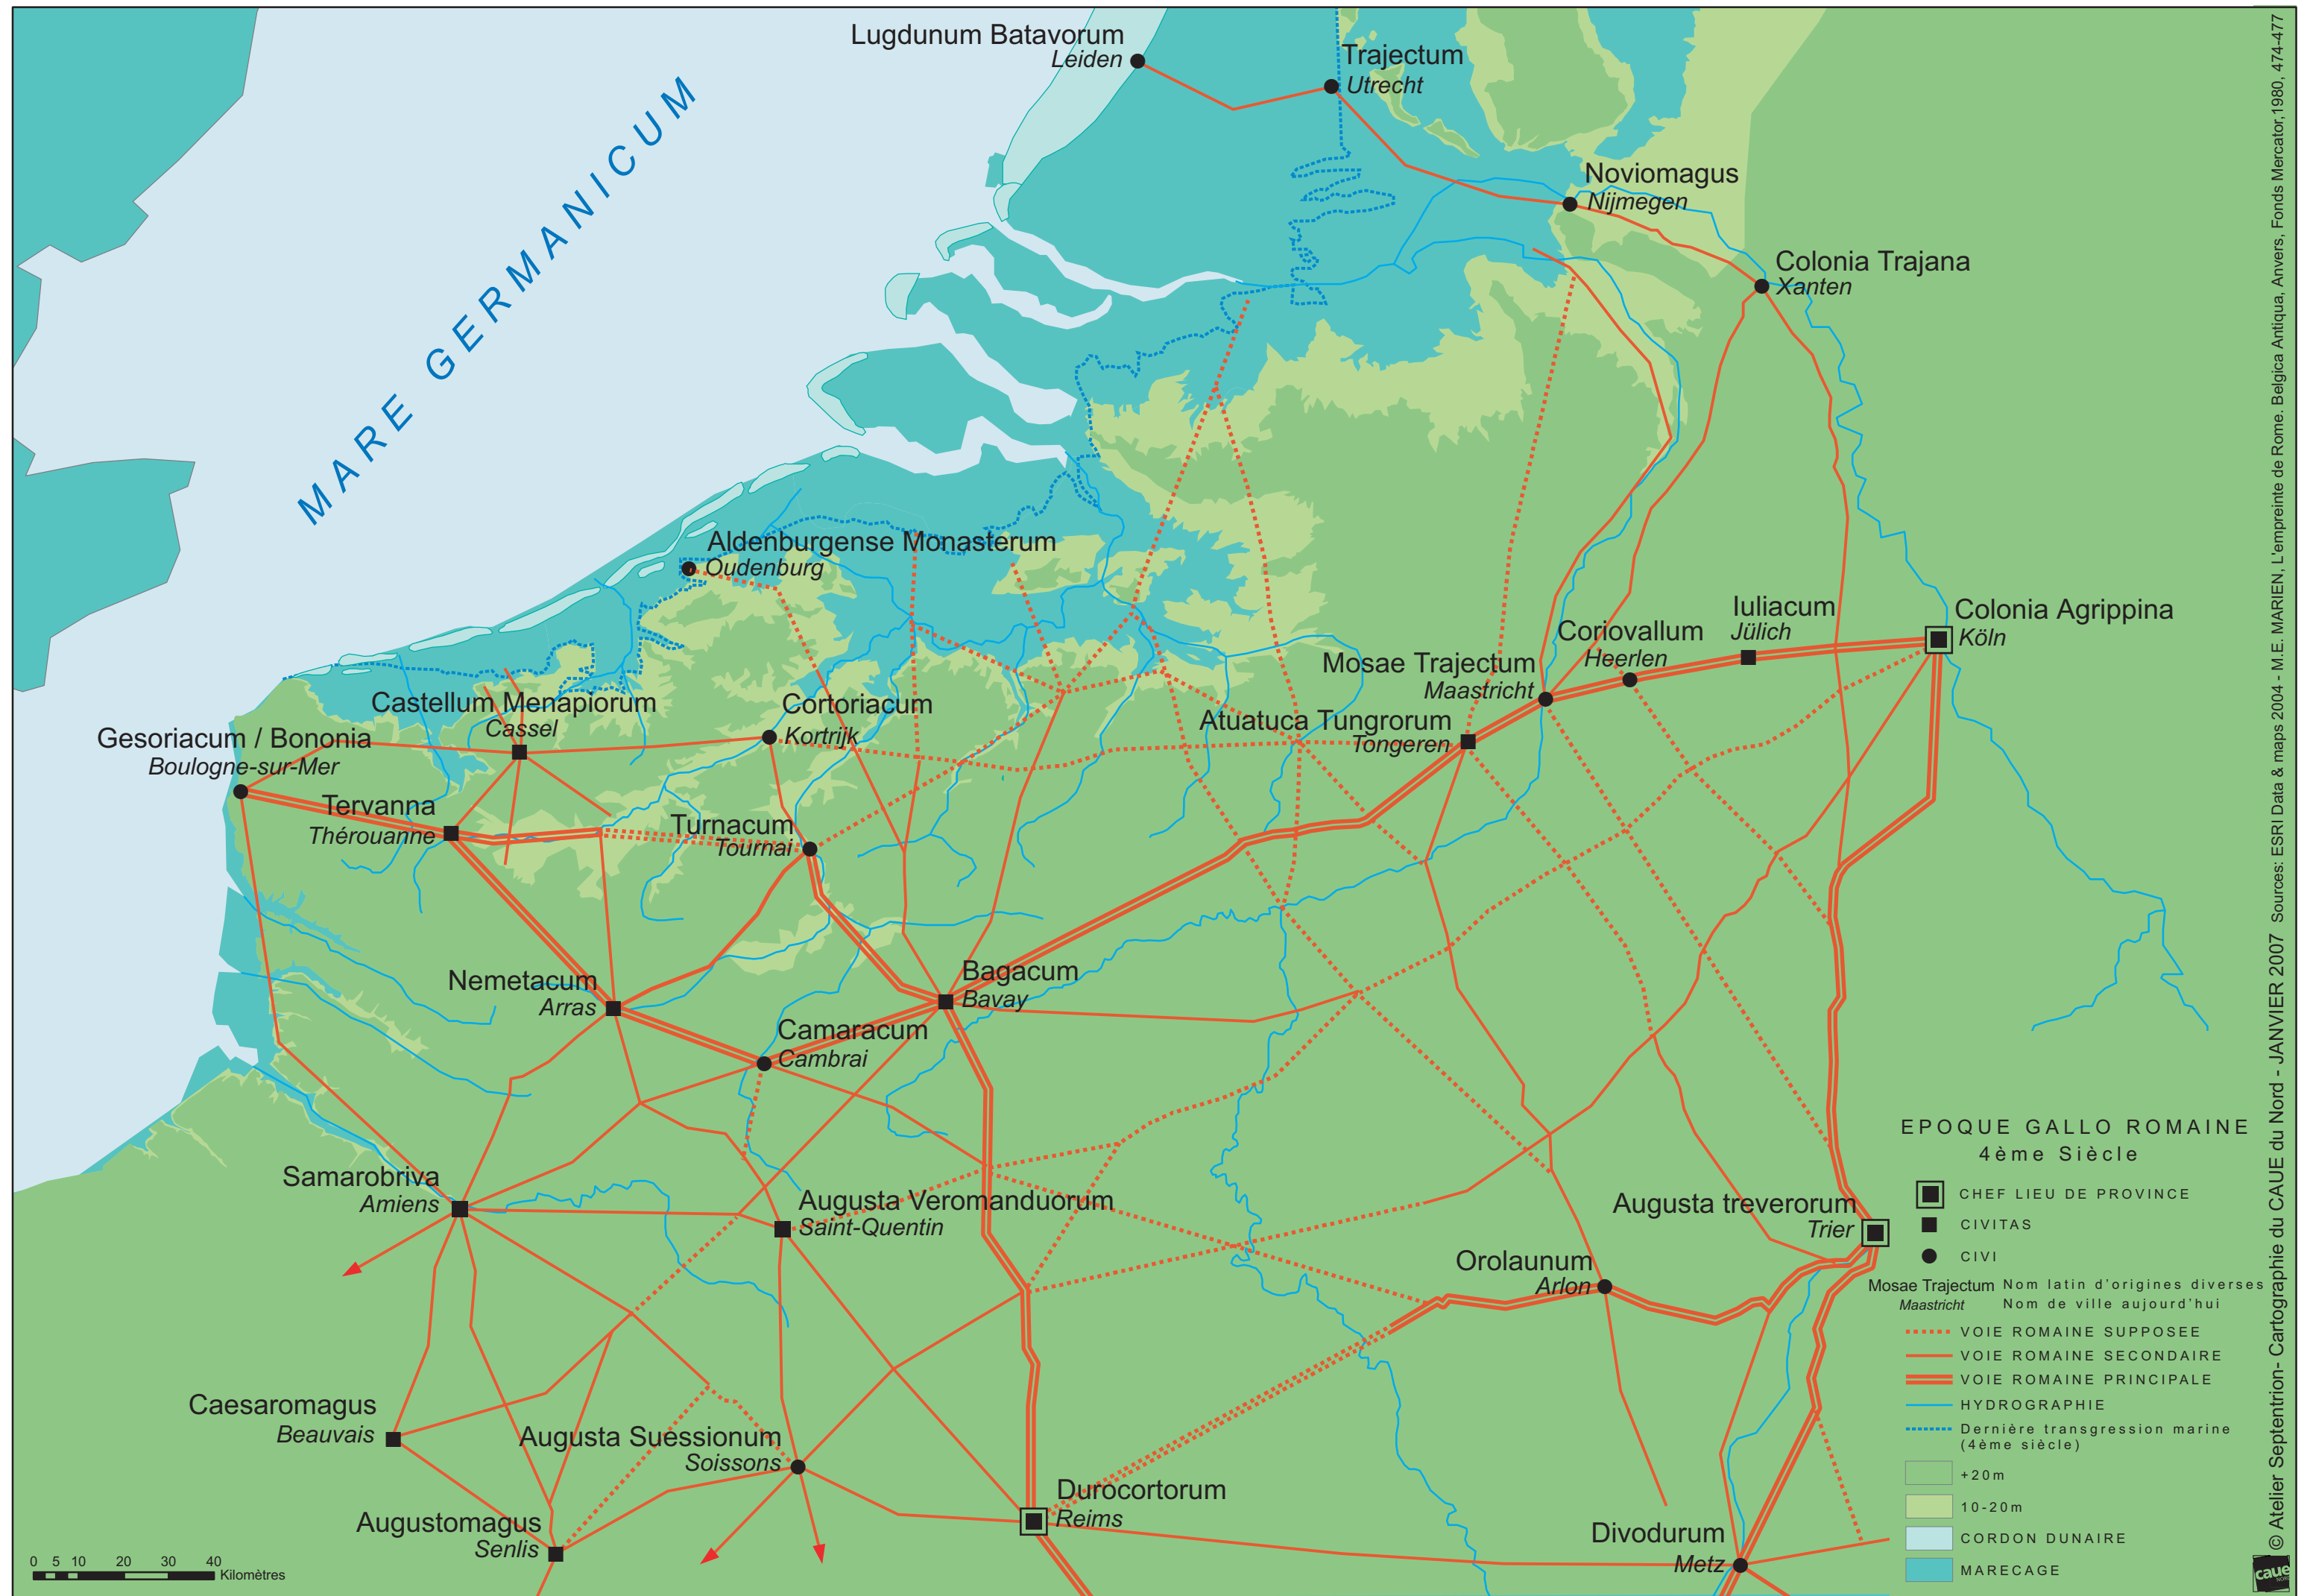 Lugdunum Batavorum
Leiden
Trajectum
Utrecht
MARE GERMANICUM
Noviomagus
Nijmegen
Colonia Trajana
Xanten
Aldenburgense Monasterum
Oudenburg
Iuliacum
Jülich
Colonia Agrippina
Köln
Coriovallum
Heerlen
Mosae Trajectum
Maastricht
Castellum Menapiorum
Cassel
Cortoriacum
Kortrijk
Atuatuca Tungrorum
Tongeren
Gesoriacum / Bononia
Boulogne-sur-Mer
Tervanna
Thérouanne
Turnacum
Tournai
Nemetacum
Arras
Bagacum
Bavay
Camaracum
Cambrai
Samarobriva
Amiens
Augusta Veromanduorum
Saint-Quentin
Augusta treverorum
Trier
Orolaunum
Arlon
Caesaromagus
Beauvais
Augusta Suessionum
Soissons
Durocortorum
Reims
Augustomagus
Senlis
Divodurum
Metz
0 5 10 20 30 40
Kilomètres
EPOQUE GALLO ROMAINE
4ème Siècle
CHEF LIEU DE PROVINCE
CIVITAS
CIVI
Mosae Trajectum Nom latin d'origines diverses
Maastricht Nom de ville aujourd'hui
VOIE ROMAINE SUPPOSEE
VOIE ROMAINE SECONDAIRE
VOIE ROMAINE PRINCIPALE
HYDROGRAPHIE
Dernière transgression marine
(4ème siècle)
+20m
10-20m
CORDON DUNAIRE
MARECAGE
© Atelier Septentrion- Cartographie du CAUE du Nord - JANVIER 2007 Sources: ESRI Data & maps 2004 - M.E. MARIEN, L'empreinte de Rome. Belgica Antiqua, Anvers, Fonds Mercator,1980, 474-477
caue